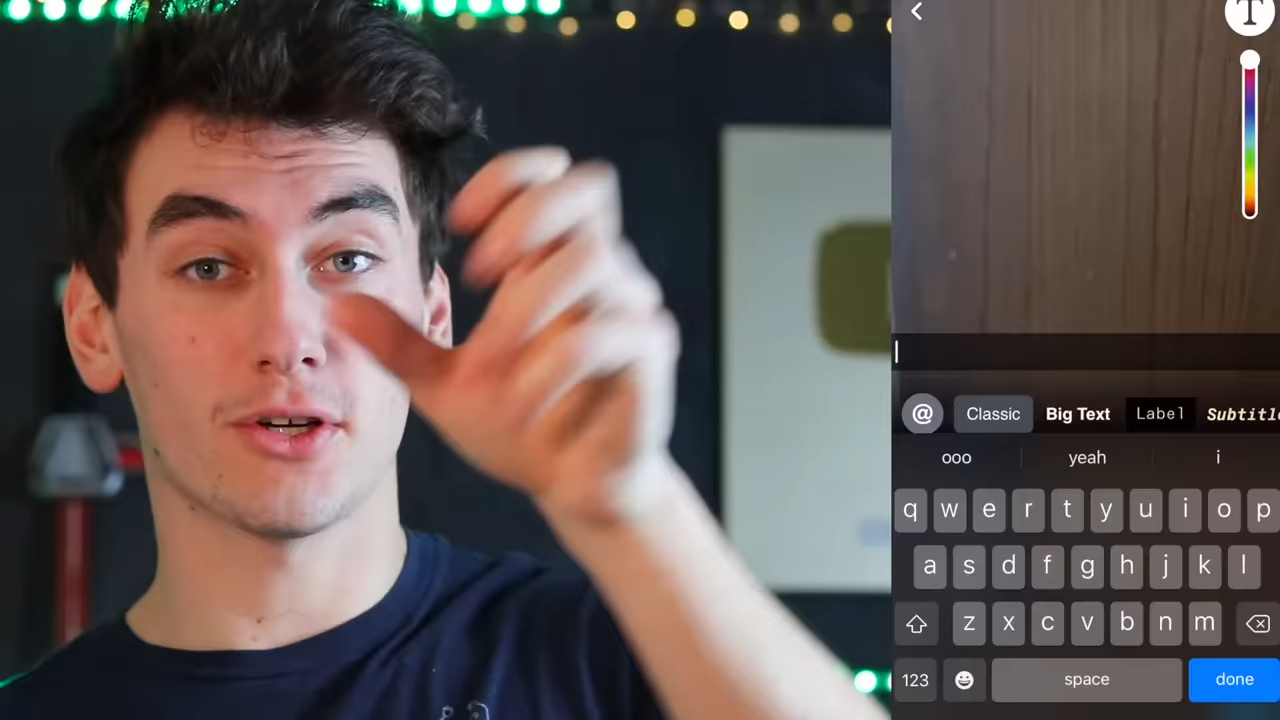 T
@ Classic Big Text Label Subtitle
ooo yeah i
q w e r t y u i o p
a s d f g h j k l
z x c v b n m
123 space done